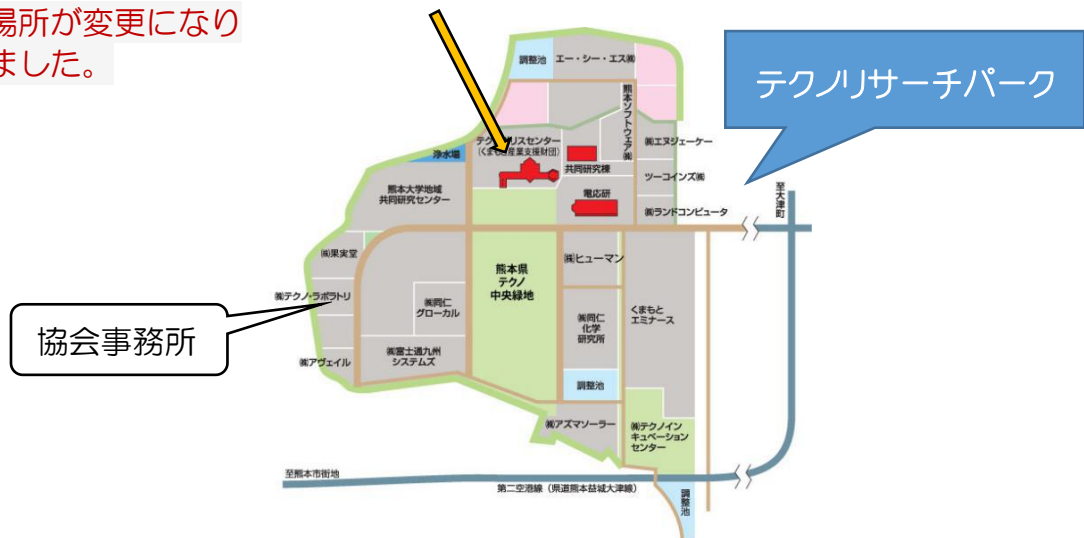 場所が変更になり
ました。
テクノリサーチパーク
協会事務所
調整池
エー・シー・エス㈱
熊本ソフトウェア㈱
テクノポリスセンター
(くまもと産業支援財団)
共同研究棟
㈱エヌジェーケー
浄水場
ツーコインズ㈱
熊本大学地域
共同研究センター
電応研
㈱ランドコンピュータ
至大津町
㈱果実堂
㈱ヒューマン
熊本県
テクノ
中央緑地
㈱テクノ・ラボラトリ
㈱同仁
グローカル
㈱同仁
化学
研究所
くまもと
エミナース
㈱アヴェイル
㈱富士通九州
システムズ
調整池
㈱アズマソーラー
㈱テクノイン
キュベーション
センター
至熊本市街地
第二空港線（県道熊本益城大津線）
調整池